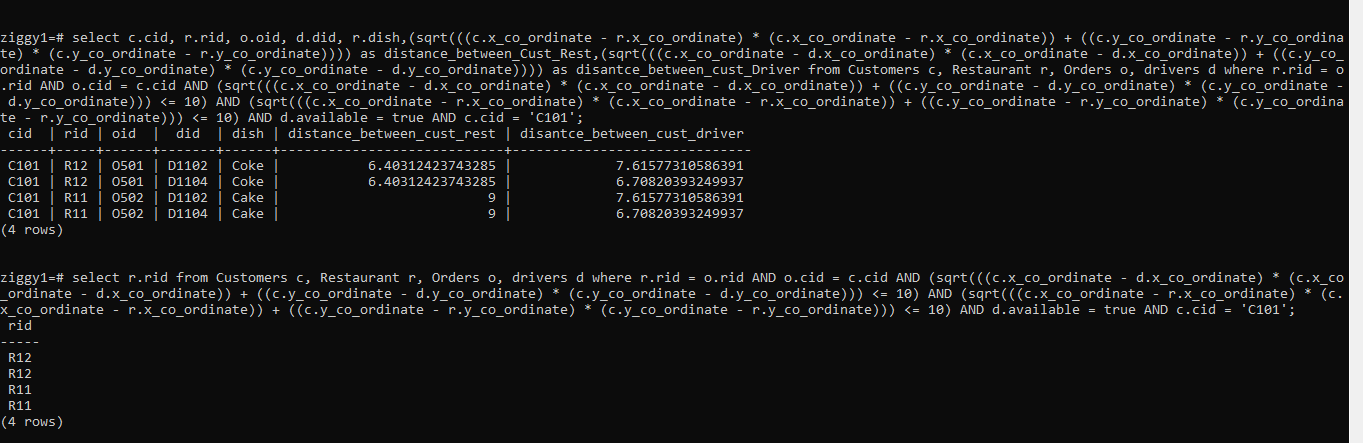 ziggy1=# select c.cid, r.rid, o.oid, d.did, r.dish,(sqrt(((c.x_co_ordinate - r.x_co_ordinate) * (c.x_co_ordinate - r.x_co_ordinate)) + ((c.y_co_ordinate - r.y_co_ordina
te) * (c.y_co_ordinate - r.y_co_ordinate)))) as distance_between_Cust_Rest,(sqrt(((c.x_co_ordinate - d.x_co_ordinate) * (c.x_co_ordinate - d.x_co_ordinate)) + ((c.y_co_
ordinate - d.y_co_ordinate) * (c.y_co_ordinate - d.y_co_ordinate)))) as disantce_between_cust_Driver from Customers c, Restaurant r, Orders o, drivers d where r.rid = o
.rid AND o.cid = c.cid AND (sqrt(((c.x_co_ordinate - d.x_co_ordinate) * (c.x_co_ordinate - d.x_co_ordinate)) + ((c.y_co_ordinate - d.y_co_ordinate) * (c.y_co_ordinate -
 d.y_co_ordinate))) <= 10) AND (sqrt(((c.x_co_ordinate - r.x_co_ordinate) * (c.x_co_ordinate - r.x_co_ordinate)) + ((c.y_co_ordinate - r.y_co_ordinate) * (c.y_co_ordina
te - r.y_co_ordinate))) <= 10) AND d.available = true AND c.cid = 'C101';
 cid  | rid | oid  |  did  | dish | distance_between_cust_rest | disantce_between_cust_driver
------+-----+------+-------+------+----------------------------+------------------------------
 C101 | R12 | O501 | D1102 | Coke |           6.40312423743285 |             7.61577310586391
 C101 | R12 | O501 | D1104 | Coke |           6.40312423743285 |             6.70820393249937
 C101 | R11 | O502 | D1102 | Cake |                          9 |             7.61577310586391
 C101 | R11 | O502 | D1104 | Cake |                          9 |             6.70820393249937
(4 rows)
ziggy1=# select r.rid from Customers c, Restaurant r, Orders o, drivers d where r.rid = o.rid AND o.cid = c.cid AND (sqrt(((c.x_co_ordinate - d.x_co_ordinate) * (c.x_co
_ordinate - d.x_co_ordinate)) + ((c.y_co_ordinate - d.y_co_ordinate) * (c.y_co_ordinate - d.y_co_ordinate))) <= 10) AND (sqrt(((c.x_co_ordinate - r.x_co_ordinate) * (c.
x_co_ordinate - r.x_co_ordinate)) + ((c.y_co_ordinate - r.y_co_ordinate) * (c.y_co_ordinate - r.y_co_ordinate))) <= 10) AND d.available = true AND c.cid = 'C101';
 rid
-----
 R12
 R12
 R11
 R11
(4 rows)